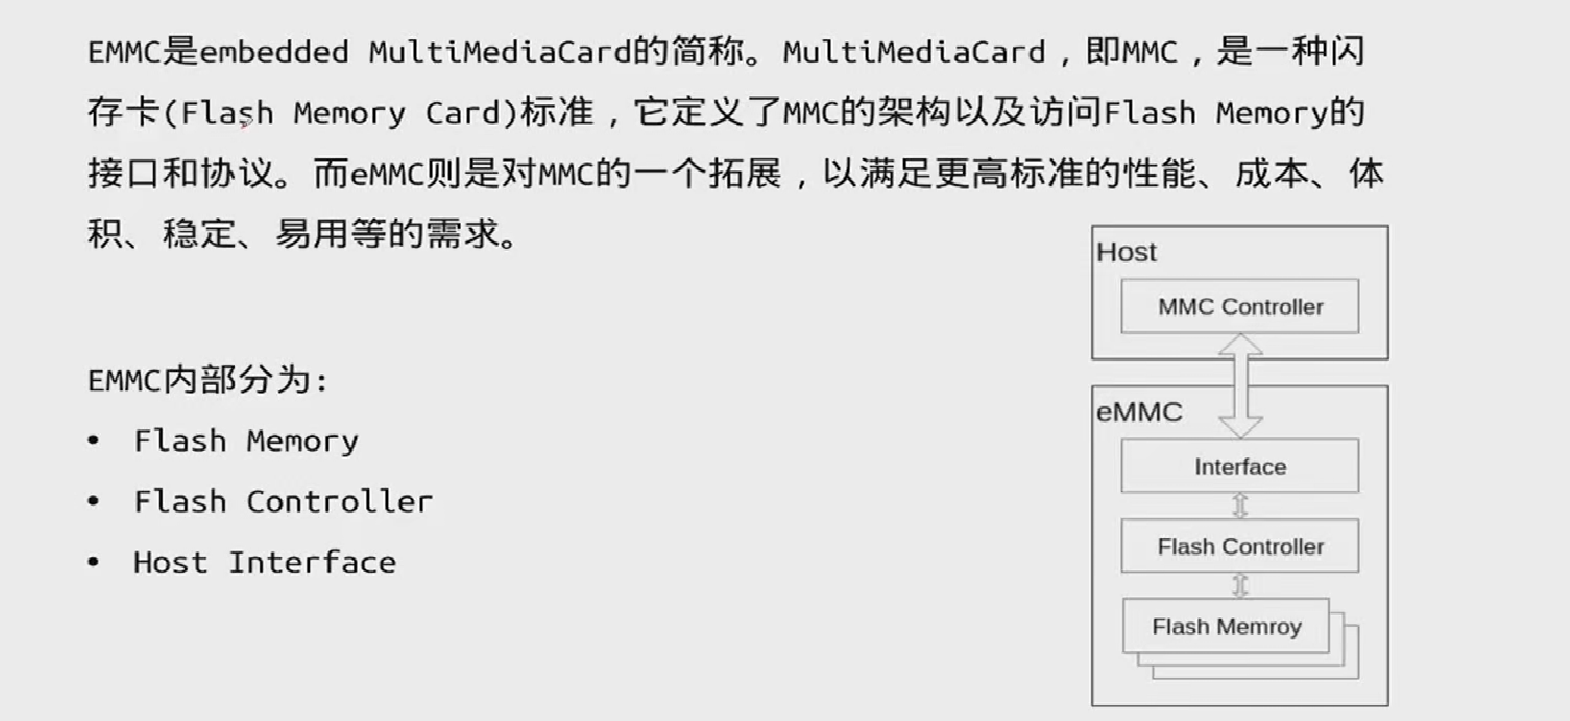 EMMC是embedded MultiMediaCard的简称。MultiMediaCard，即MMC，是一种闪
存卡(Flash Memory Card)标准，它定义了MMC的架构以及访问Flash Memory的
接口和协议。而eMMC则是对MMC的一个拓展，以满足更高标准的性能、成本、体
积、稳定、易用等的需求。
EMMC内部分为:
• Flash Memory
• Flash Controller
• Host Interface
Host
MMC Controller
eMMC
Interface
Flash Controller
Flash Memroy